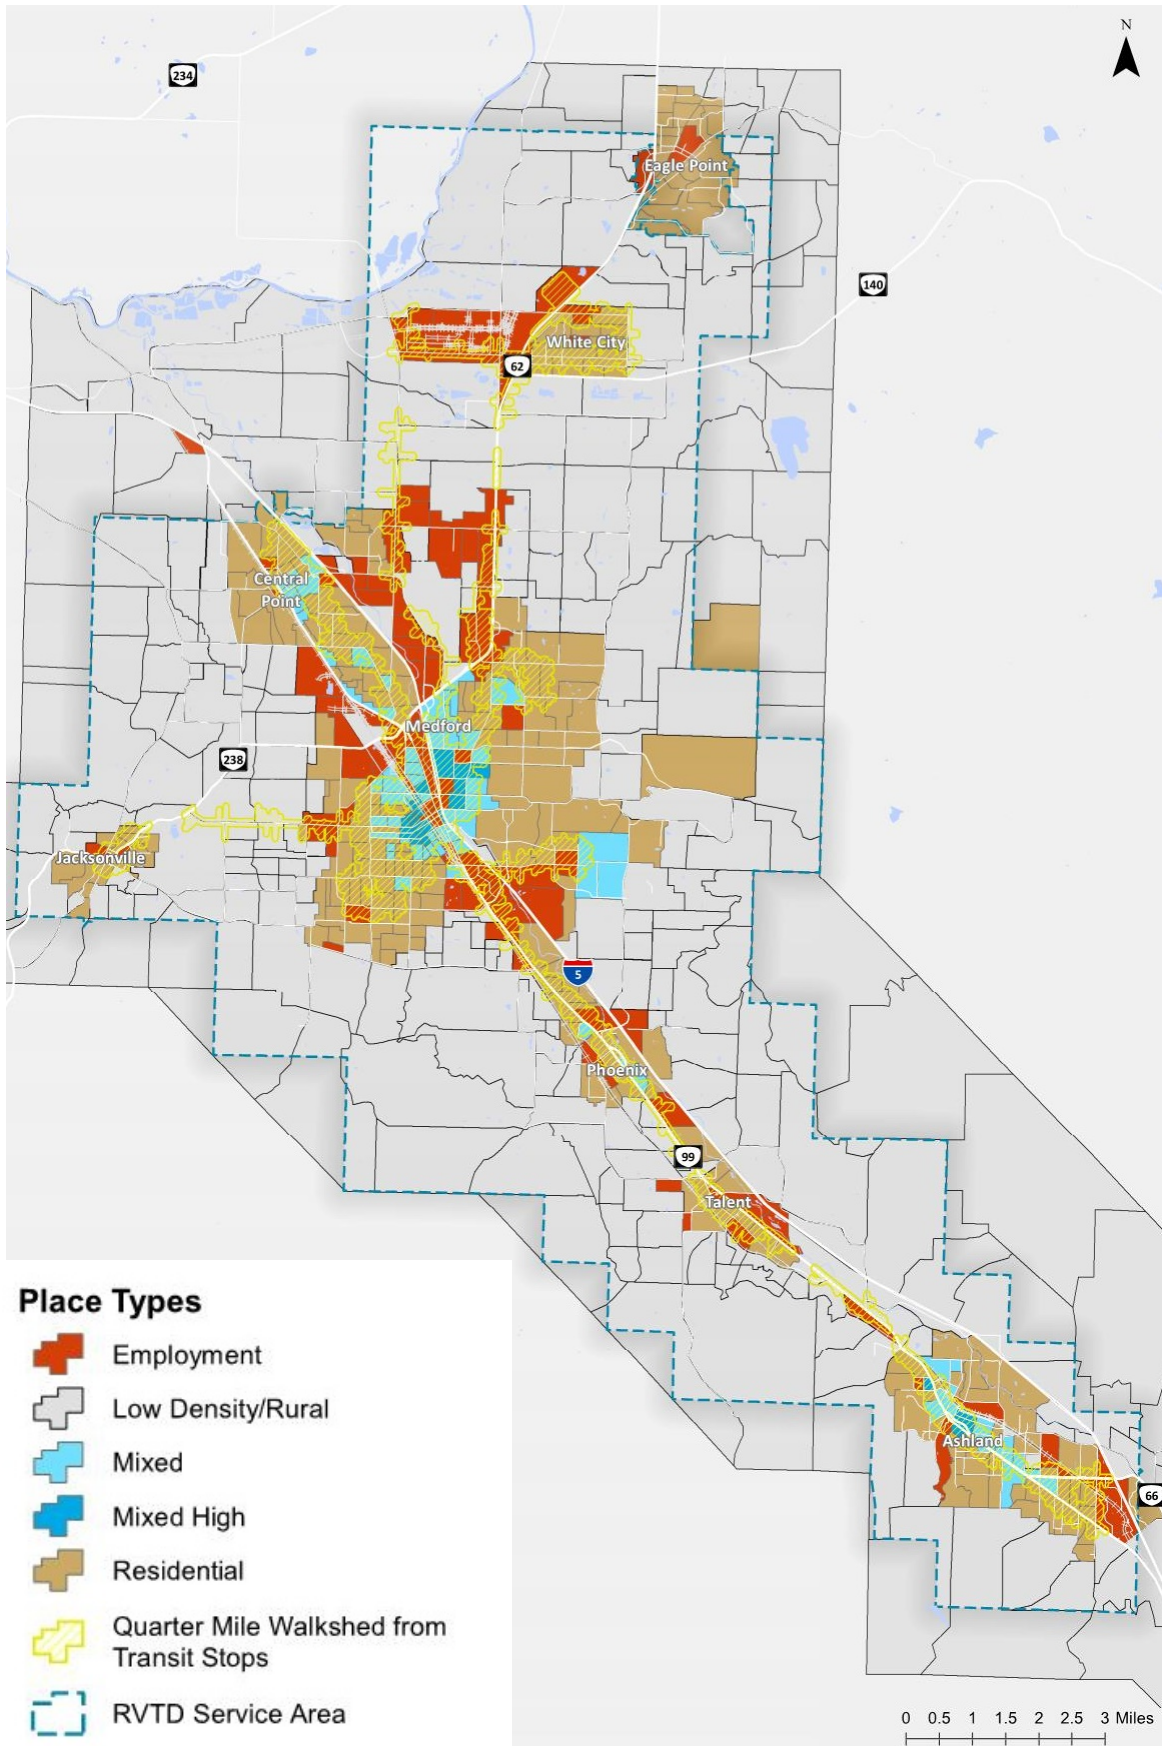 N
234
Eagle Point
140
White City
62
Central
Point
Medford
238
Jacksonville
5
Phoenix
99
Talent
Ashland
66
Place Types
Employment
Low Density/Rural
Mixed
Mixed High
Residential
Quarter Mile Walkshed from
Transit Stops
RVTD Service Area
0 0.5 1 1.5 2 2.5 3 Miles